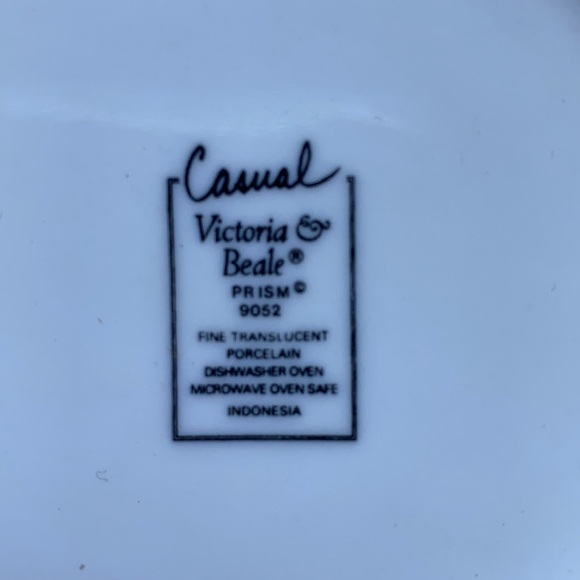 Casual
Victoria &
Beale®
PRISM©
9052
FINE TRANSLUCENT
PORCELAIN
DISHWASHER OVEN
MICROWAVE OVEN SAFE
INDONESIA